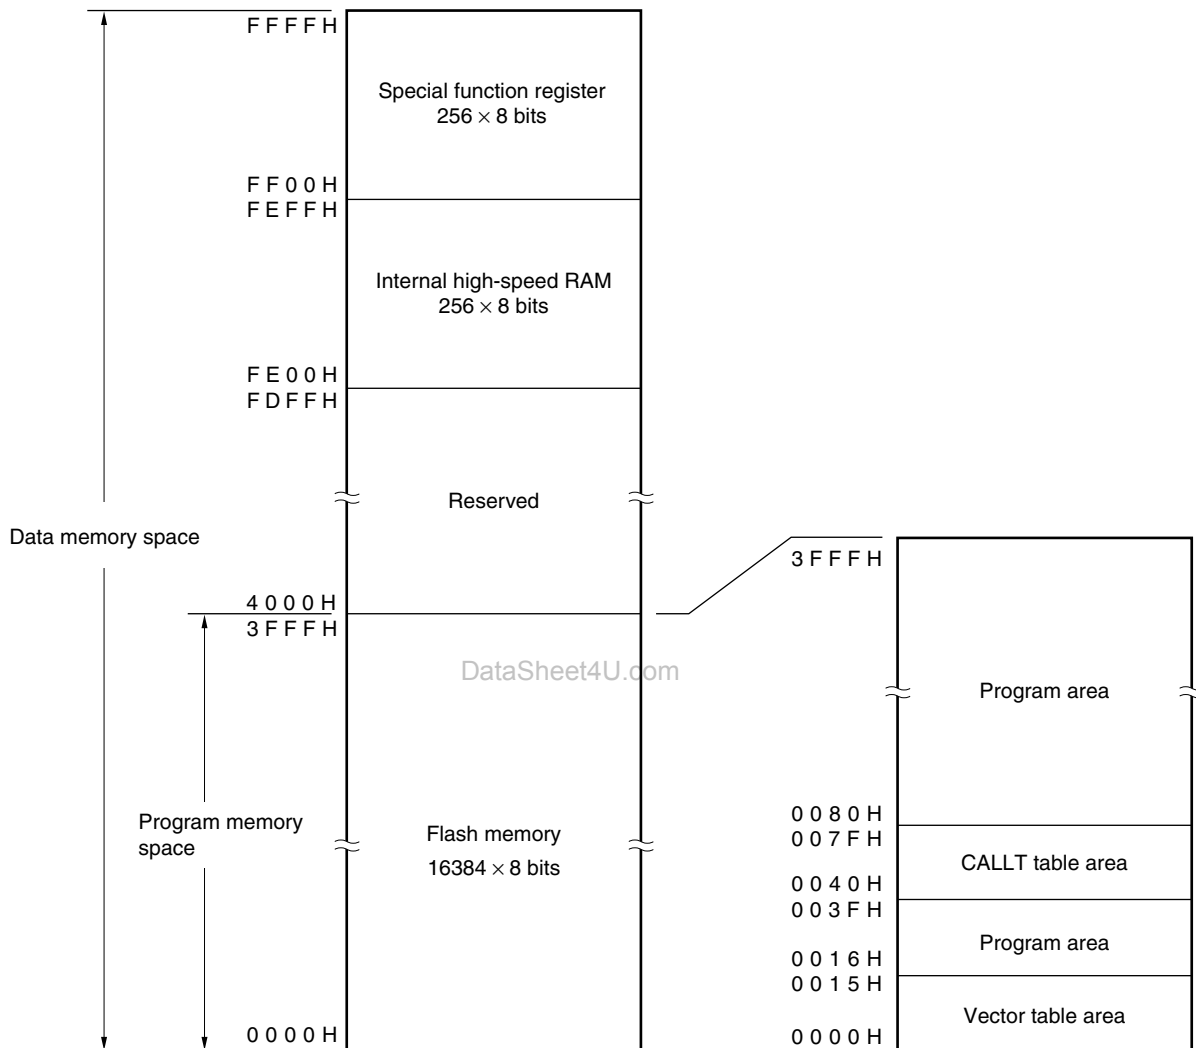 FFFFH
Special function register
256 × 8 bits
FF00H
FEFFH
Internal high-speed RAM
256 × 8 bits
FE00H
FDFFH
Reserved
Data memory space
4000H
3FFFH
DataSheet4U.com
Program memory
space
Flash memory
16384 × 8 bits
0000H
3FFFH
Program area
0080H
007FH
CALLT table area
0040H
003FH
Program area
0016H
0015H
Vector table area
0000H